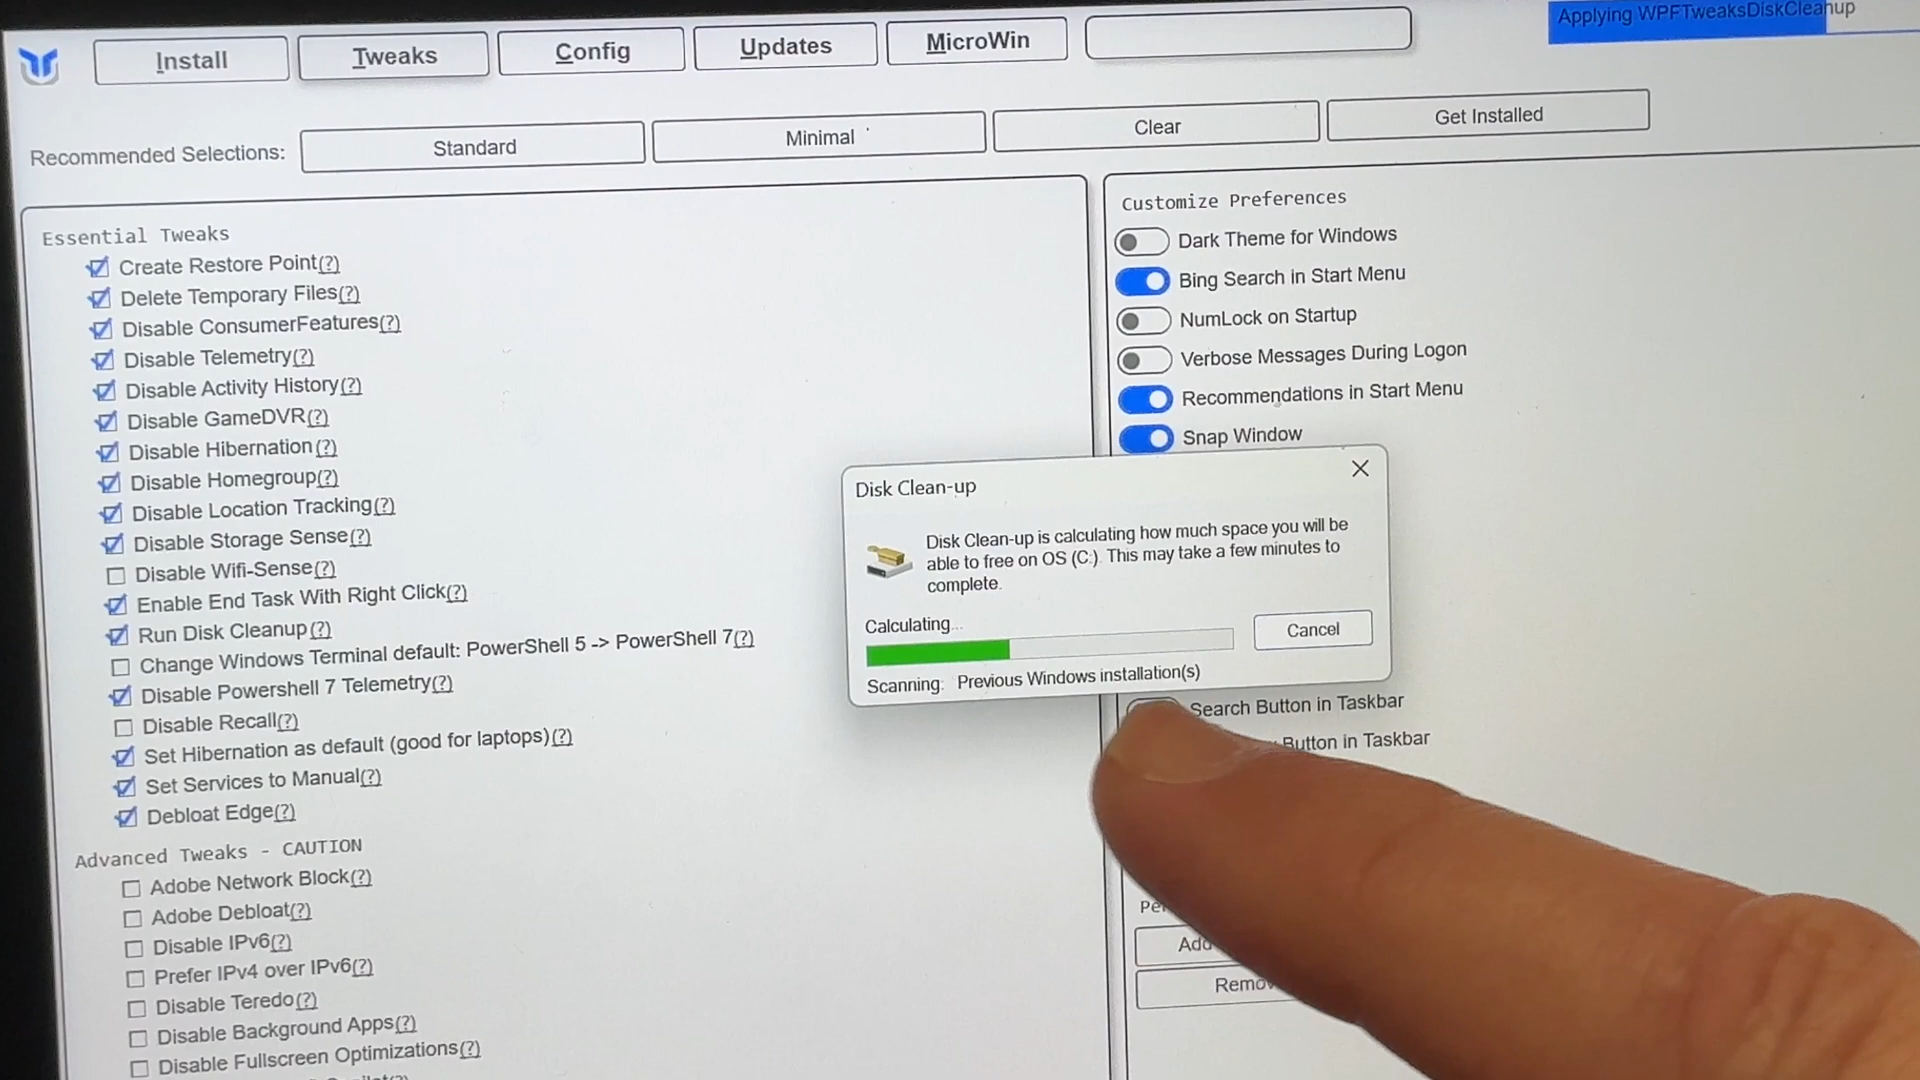 Install
Tweaks
Config
Updates
MicroWin
Applying WPFTweaksDiskCleanup
Recommended Selections:
Standard
Minimal
Clear
Get Installed
Essential Tweaks
Create Restore Point(?)
Delete Temporary Files(?)
Disable ConsumerFeatures(?)
Disable Telemetry(?)
Disable Activity History(?)
Disable GameDVR(?)
Disable Hibernation(?)
Disable Homegroup(?)
Disable Location Tracking(?)
Disable Storage Sense(?)
Disable Wifi-Sense(?)
Enable End Task With Right Click(?)
Run Disk Cleanup(?)
Change Windows Terminal default: PowerShell 5 -> PowerShell 7(?)
Disable Powershell 7 Telemetry(?)
Disable Recall(?)
Set Hibernation as default (good for laptops)(?)
Set Services to Manual(?)
Debloat Edge(?)
Advanced Tweaks - CAUTION
Adobe Network Block(?)
Adobe Debloat(?)
Disable IPv6(?)
Prefer IPv4 over IPv6(?)
Disable Teredo(?)
Disable Background Apps(?)
Disable Fullscreen Optimizations(?)
Customize Preferences
Dark Theme for Windows
Bing Search in Start Menu
NumLock on Startup
Verbose Messages During Logon
Recommendations in Start Menu
Snap Window
Disk Clean-up
Disk Clean-up is calculating how much space you will be
able to free on OS (C:). This may take a few minutes to
complete.
Calculating...
Cancel
Scanning: Previous Windows installation(s)
Search Button in Taskbar
Button in Taskbar
Add